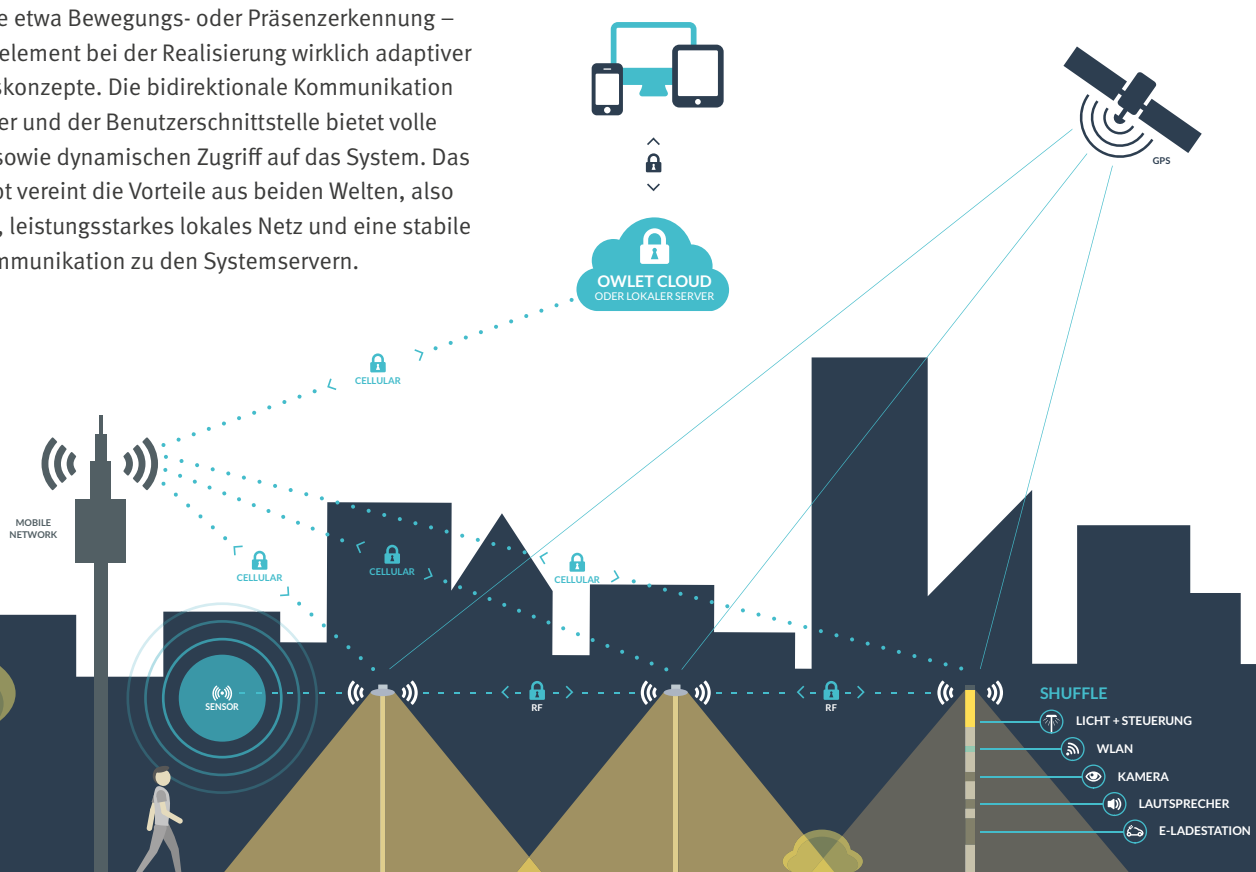 e etwa Bewegungs- oder Präsenzerkennung –
element bei der Realisierung wirklich adaptiver
skonzepte. Die bidirektionale Kommunikation
er und der Benutzerschnittstelle bietet volle
sowie dynamischen Zugriff auf das System. Das
pt vereint die Vorteile aus beiden Welten, also
, leistungsstarkes lokales Netz und eine stabile
mmunikation zu den Systemservern.
GPS
OWLET CLOUD
ODER LOKALER SERVER
CELLULAR
MOBILE
NETWORK
CELLULAR
CELLULAR
CELLULAR
SENSOR
RF
RF
SHUFFLE
LICHT + STEUERUNG
WLAN
KAMERA
LAUTSPRECHER
E-LADESTATION